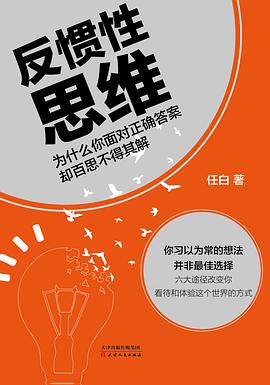 反惯性
思维
为什么你面对正确答案
却百思不得其解
任白 著
你习以为常的想法
并非最佳选择
六大途径改变你
看待和体验这个世界的方式
天津出版传媒集团
天津人民出版社